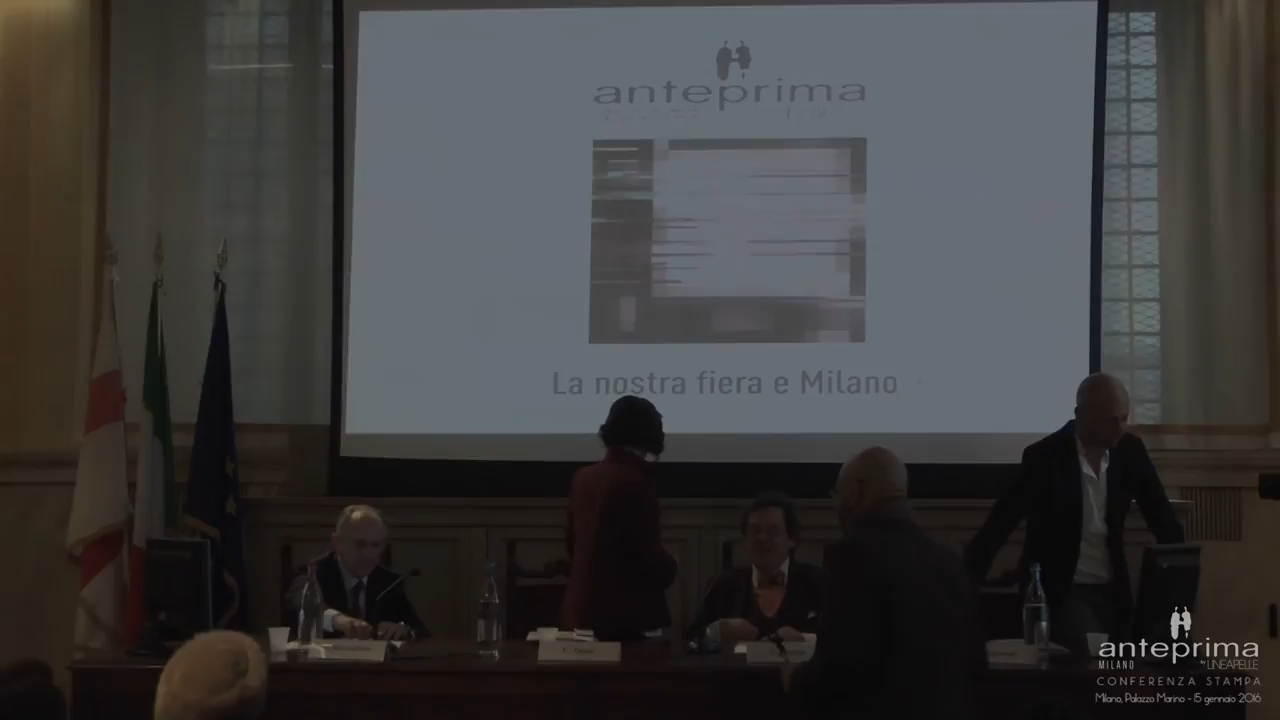 anteprima
La nostra fiera e Milano
anteprima
MILANO by LINEAPELLE
CONFERENZA STAMPA
Milano, Palazzo Marino - 15 gennaio 2016